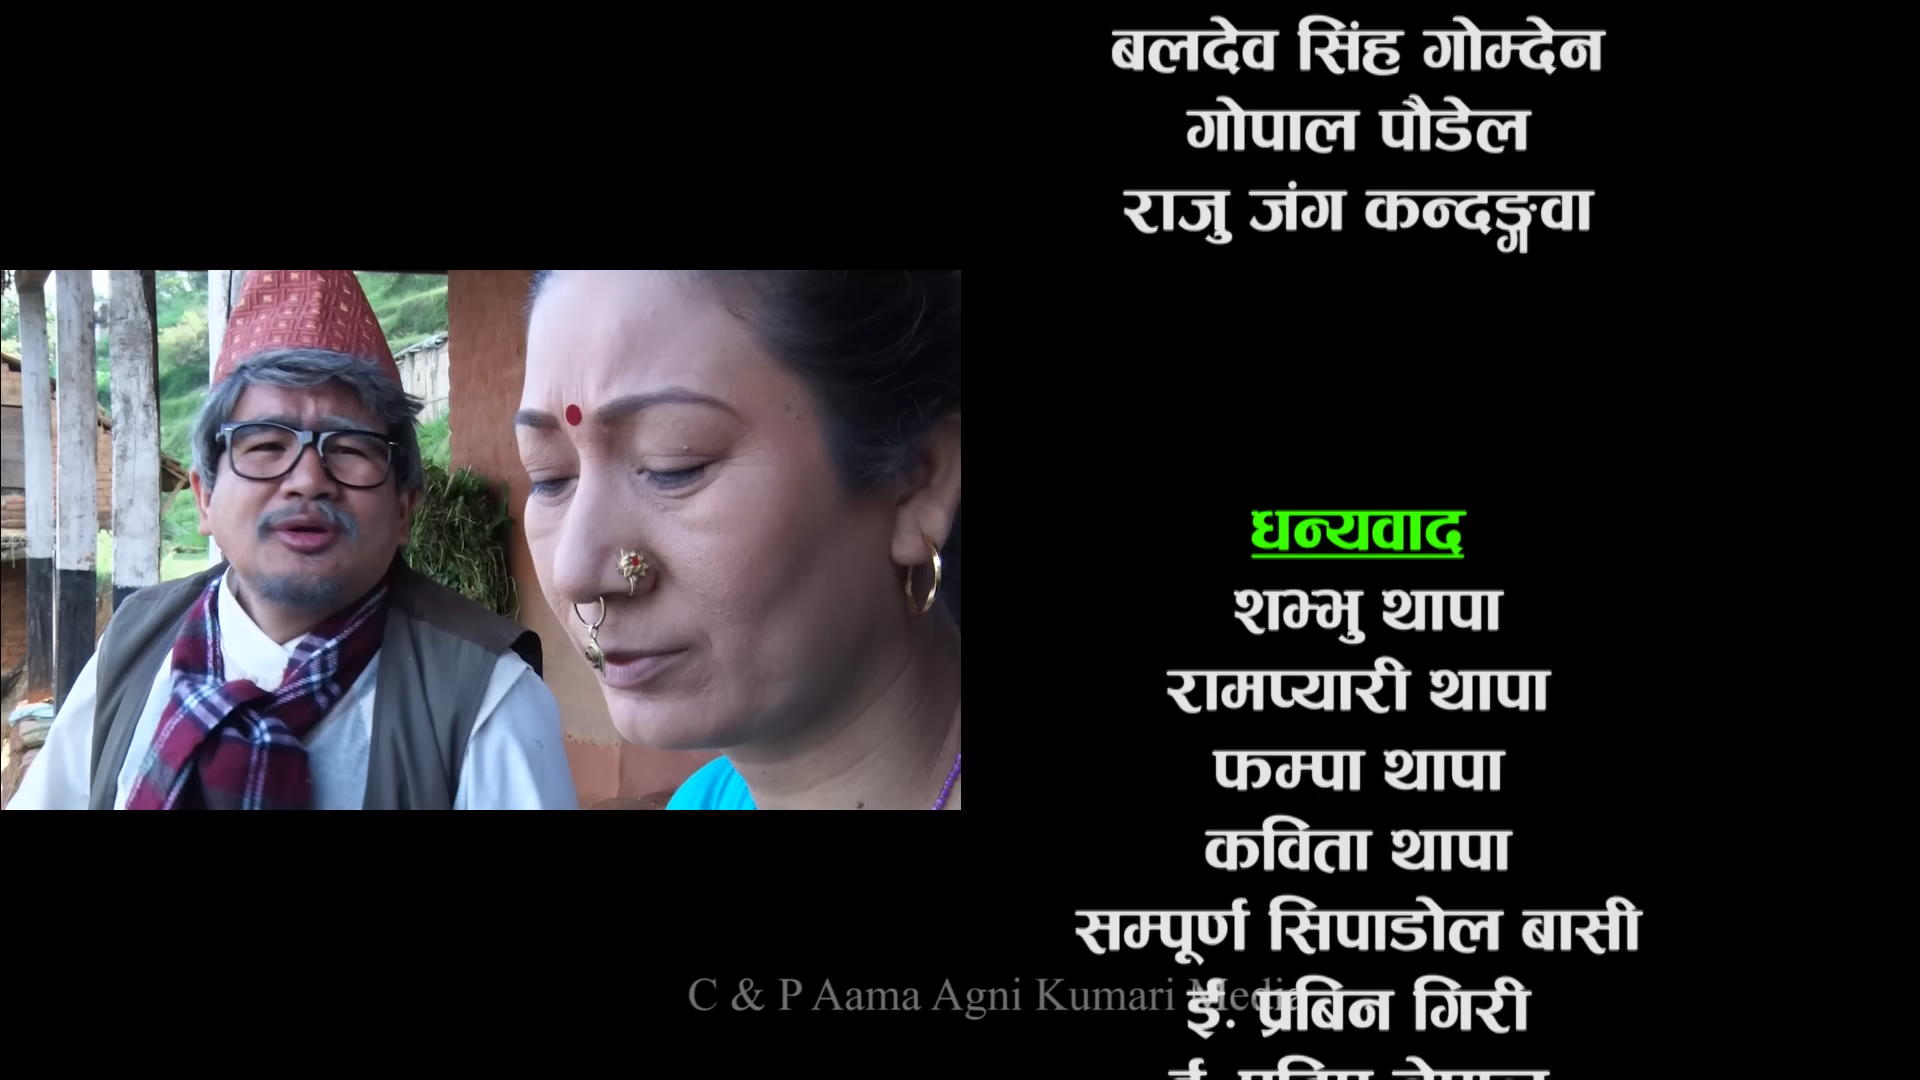 बलदेव सिंह गोम्देन
गोपाल पौडेल
राजु जंग कन्दङ्गवा
धन्यवाद
शम्भु थापा
रामप्यारी थापा
फम्पा थापा
कविता थापा
सम्पूर्ण सिपाडोल बासी
C & P Aama Agni Kumari Media
ई. प्रबिन गिरी